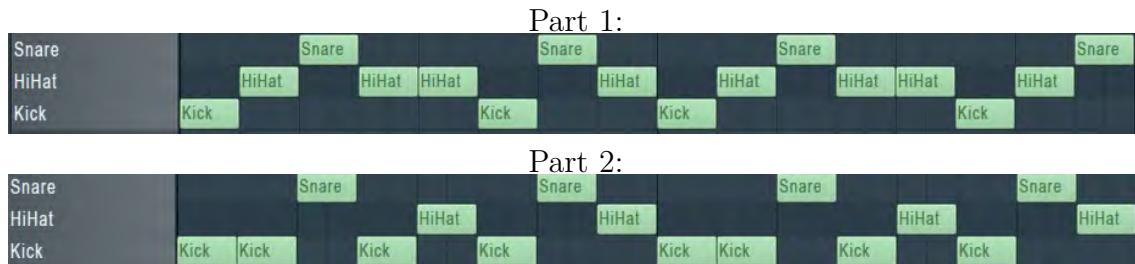 Part 1:
Snare Snare Snare Snare Snare
HiHat HiHat HiHat HiHat HiHat HiHat HiHat HiHat HiHat
Kick Kick Kick Kick Kick
Part 2:
Snare Snare Snare Snare Snare
HiHat HiHat HiHat HiHat HiHat
Kick Kick Kick Kick Kick Kick Kick Kick Kick